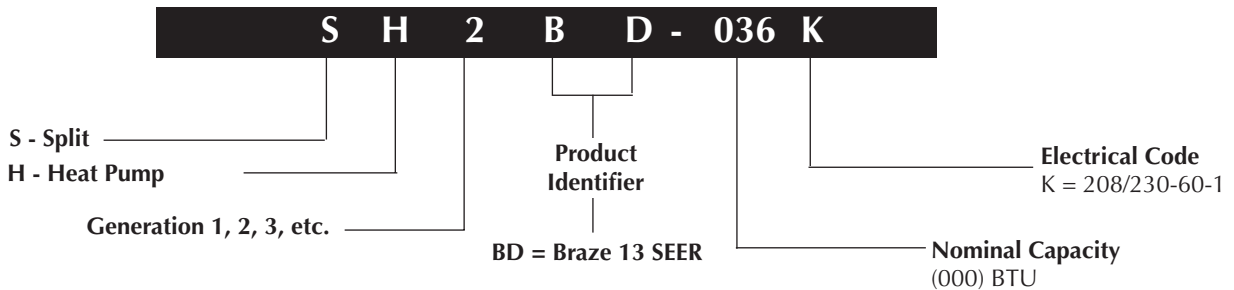 S H 2 B D - 036 K
S - Split
H - Heat Pump
Generation 1, 2, 3, etc.
Product
Identifier
BD = Braze 13 SEER
Electrical Code
K = 208/230-60-1
Nominal Capacity
(000) BTU